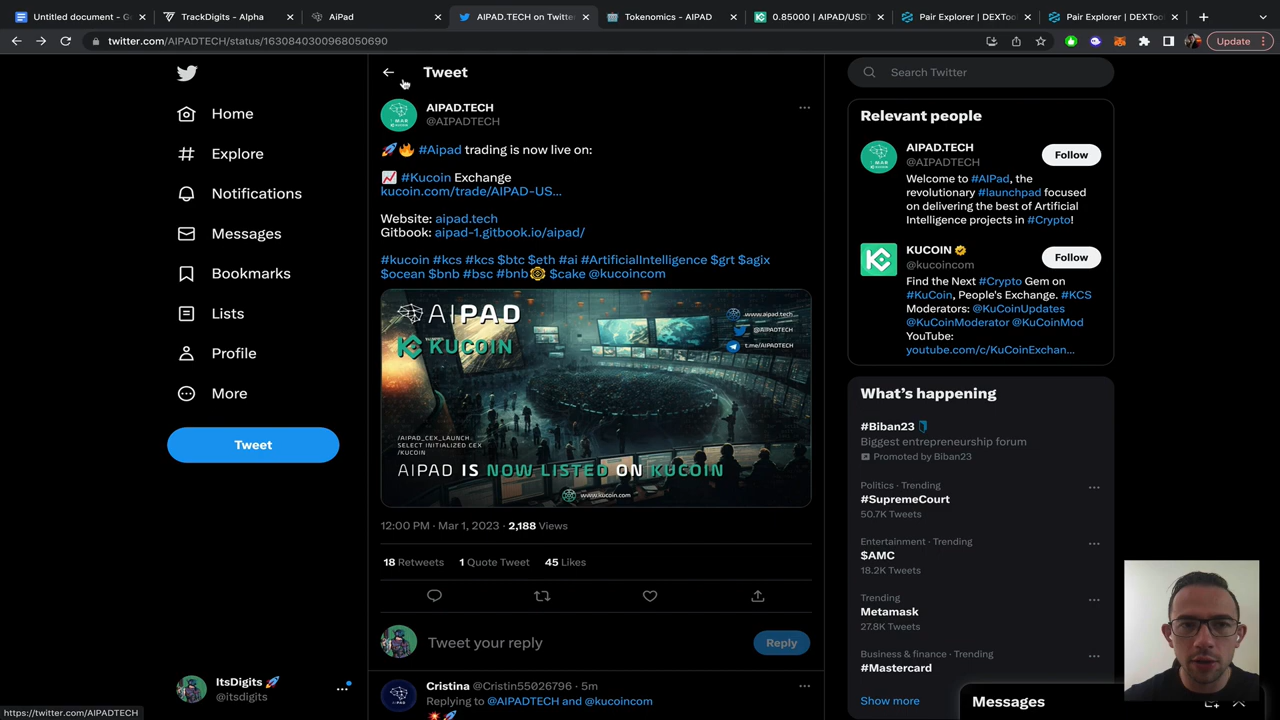 Untitled document - G
TrackDigits - Alpha
AiPad
AIPAD.TECH on Twitter
Tokenomics - AIPAD
0.85000 | AIPAD/USDT
Pair Explorer | DEXToo
Pair Explorer | DEXToo
twitter.com/AIPADTECH/status/1630840300968050690
Update
Home
Explore
Notifications
Messages
Bookmarks
Lists
Profile
More
Tweet
ItsDigits 🚀
@itsdigits
https://twitter.com/AIPADTECH
Tweet
AIPAD.TECH
@AIPADTECH
🚀🔥 #Aipad trading is now live on:
📈 #Kucoin Exchange
kucoin.com/trade/AIPAD-US...
Website: aipad.tech
Gitbook: aipad-1.gitbook.io/aipad/
#kucoin #kcs #kcs $btc $eth #ai #ArtificialIntelligence $grt $agix
$ocean $bnb #bsc #bnb $cake @kucoincom
AIPAD
KUCOIN
www.aipad.tech
@AIPADTECH
t.me/AIPADTECH
/AIPAD_CEX_LAUNCH:
SELECT INITIALIZED CEX
/KUCOIN
AIPAD IS NOW LISTED ON KUCOIN
www.kucoin.com
12:00 PM · Mar 1, 2023 · 2,188 Views
18 Retweets 1 Quote Tweet 45 Likes
Tweet your reply
Reply
Cristina @Cristin55026796 · 5m
Replying to @AIPADTECH and @kucoincom
Search Twitter
Relevant people
AIPAD.TECH
@AIPADTECH
Follow
Welcome to #AIPad, the
revolutionary #launchpad focused
on delivering the best of Artificial
Intelligence projects in #Crypto!
KUCOIN
@kucoincom
Follow
Find the Next #Crypto Gem on
#KuCoin, People's Exchange. #KCS
Moderators: @KuCoinUpdates
@KuCoinModerator @KuCoinMod
YouTube:
youtube.com/c/KuCoinExchan...
What's happening
#Biban23
Biggest entrepreneurship forum
Promoted by Biban23
Politics · Trending
#SupremeCourt
50.7K Tweets
Entertainment · Trending
$AMC
18.2K Tweets
Trending
Metamask
27.8K Tweets
Business & finance · Trending
#Mastercard
Show more
Messages